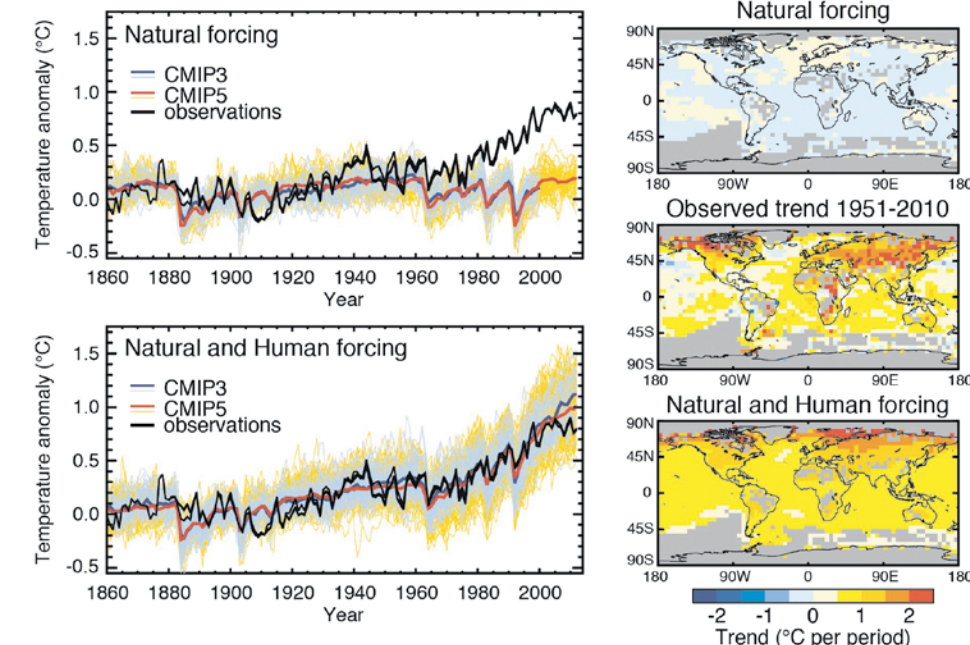 Natural forcing
Temperature anomaly (°C)
1.5
1.0
0.5
0.0
-0.5
CMIP3
CMIP5
observations
1860 1880 1900 1920 1940 1960 1980 2000
Year
Natural and Human forcing
Temperature anomaly (°C)
1.5
1.0
0.5
0.0
-0.5
CMIP3
CMIP5
observations
1860 1880 1900 1920 1940 1960 1980 2000
Year
Natural forcing
90N
45N
0
45S
90S
180 90W 0 90E 180
Observed trend 1951-2010
90N
45N
0
45S
90S
180 90W 0 90E 180
Natural and Human forcing
90N
45N
0
45S
90S
180 90W 0 90E 180
-2 -1 0 1 2
Trend (°C per period)